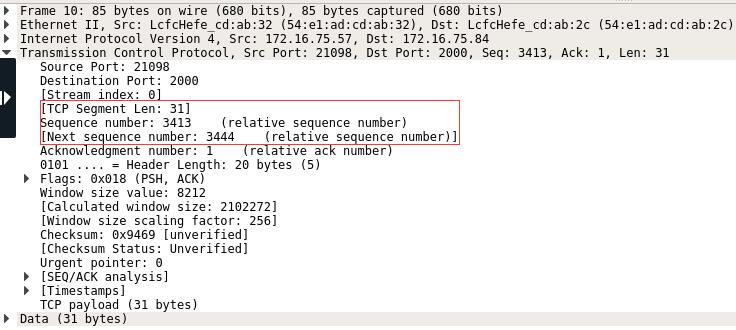 Frame 10: 85 bytes on wire (680 bits), 85 bytes captured (680 bits)
Ethernet II, Src: LcfcHefe_cd:ab:32 (54:e1:ad:cd:ab:32), Dst: LcfcHefe_cd:ab:2c (54:e1:ad:cd:ab:2c)
Internet Protocol Version 4, Src: 172.16.75.57, Dst: 172.16.75.84
Transmission Control Protocol, Src Port: 21098, Dst Port: 2000, Seq: 3413, Ack: 1, Len: 31
Source Port: 21098
Destination Port: 2000
[Stream index: 0]
[TCP Segment Len: 31]
Sequence number: 3413    (relative sequence number)
[Next sequence number: 3444    (relative sequence number)]
Acknowledgment number: 1    (relative ack number)
0101 .... = Header Length: 20 bytes (5)
Flags: 0x018 (PSH, ACK)
Window size value: 8212
[Calculated window size: 2102272]
[Window size scaling factor: 256]
Checksum: 0x9469 [unverified]
[Checksum Status: Unverified]
Urgent pointer: 0
[SEQ/ACK analysis]
[Timestamps]
TCP payload (31 bytes)
Data (31 bytes)